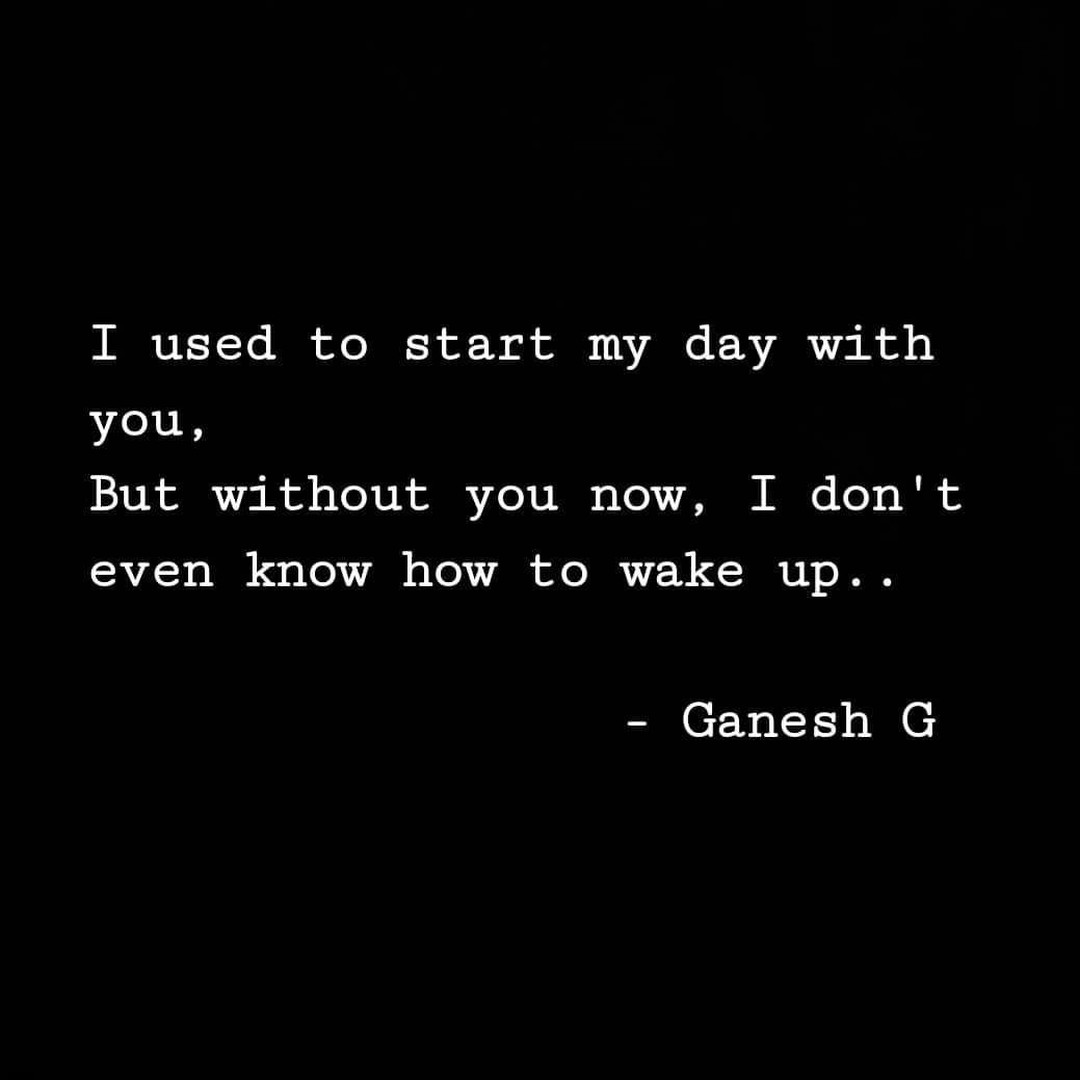 I used to start my day with
you,
But without you now, I don't
even know how to wake up..
- Ganesh G